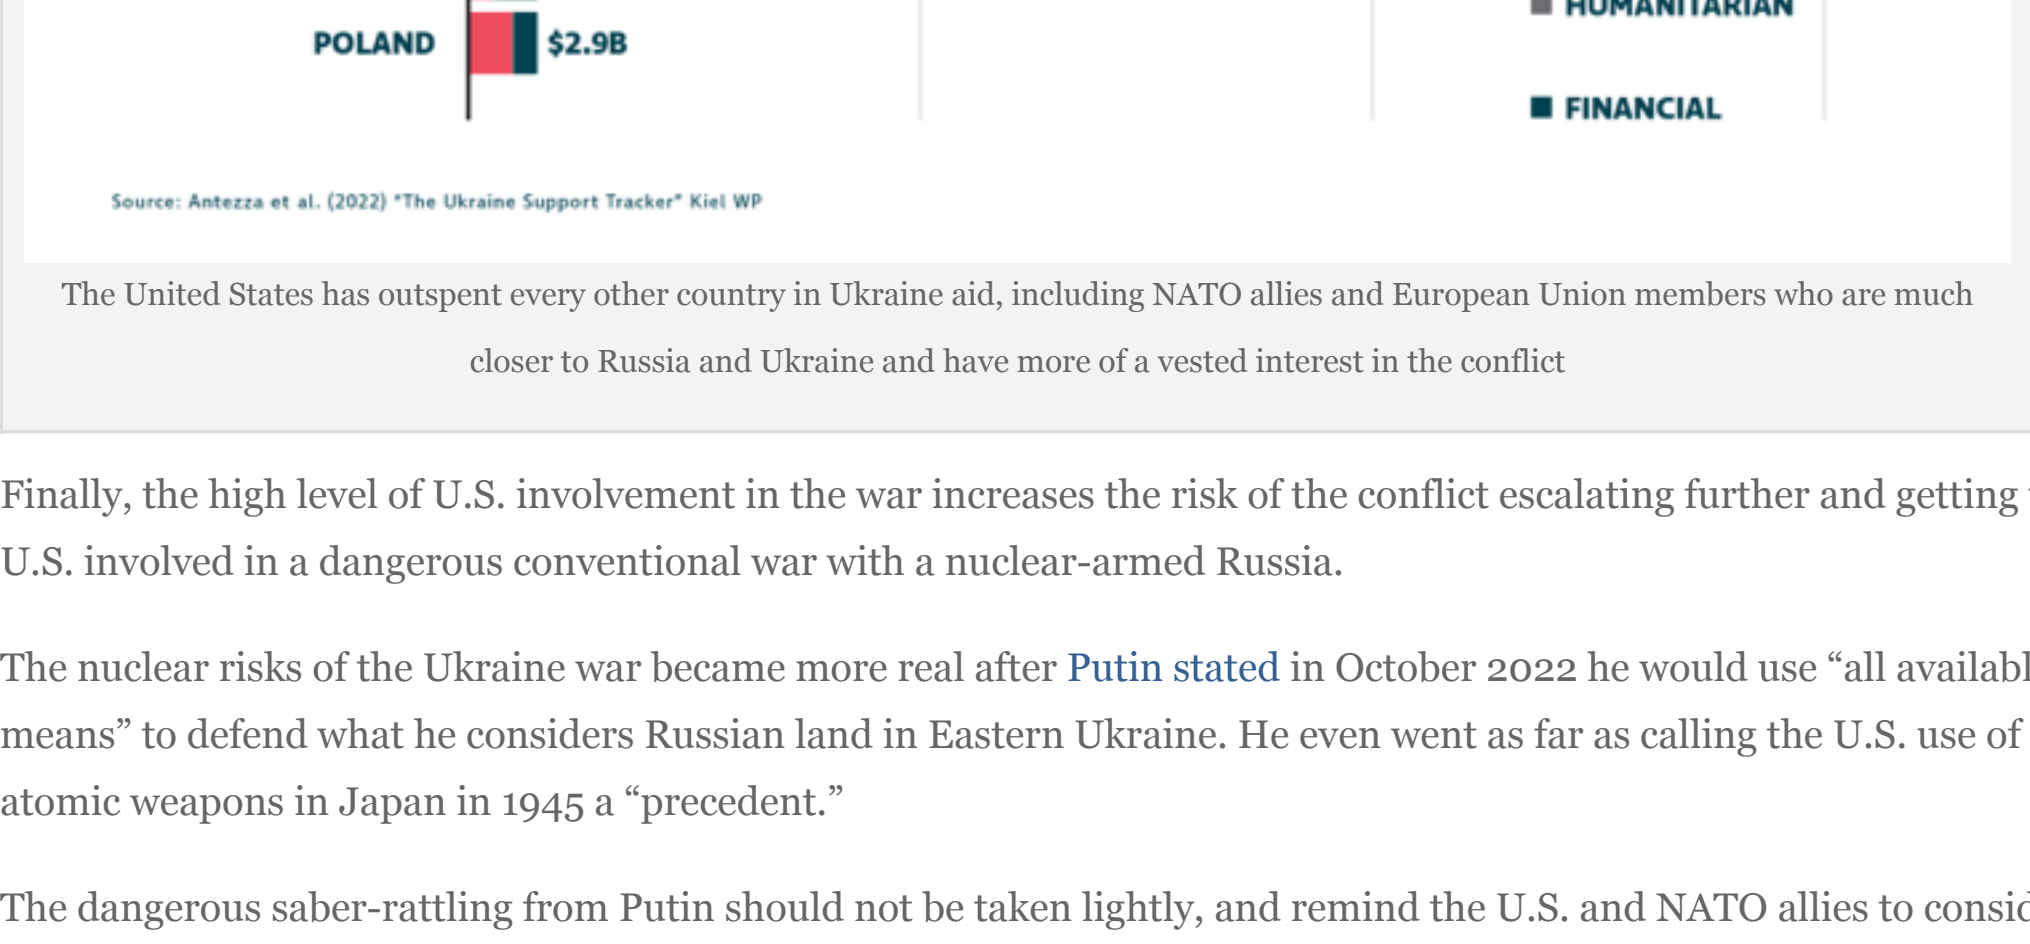 HUMANITARIAN
POLAND $2.9B
FINANCIAL
Source: Antezza et al. (2022) "The Ukraine Support Tracker" Kiel WP
The United States has outspent every other country in Ukraine aid, including NATO allies and European Union members who are much
closer to Russia and Ukraine and have more of a vested interest in the conflict
Finally, the high level of U.S. involvement in the war increases the risk of the conflict escalating further and getting
U.S. involved in a dangerous conventional war with a nuclear-armed Russia.
The nuclear risks of the Ukraine war became more real after Putin stated in October 2022 he would use “all availabl
means” to defend what he considers Russian land in Eastern Ukraine. He even went as far as calling the U.S. use of
atomic weapons in Japan in 1945 a “precedent.”
The dangerous saber-rattling from Putin should not be taken lightly, and remind the U.S. and NATO allies to consid